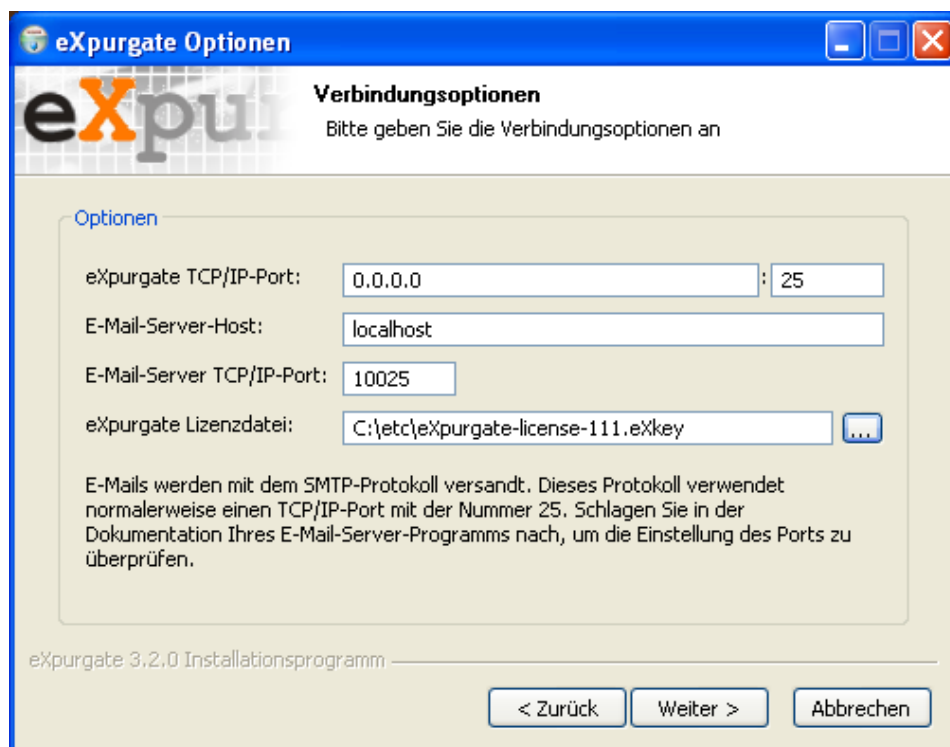 eXpurgate Optionen
eXpur
Verbindungsoptionen
Bitte geben Sie die Verbindungsoptionen an
Optionen
eXpurgate TCP/IP-Port: 0.0.0.0 : 25
E-Mail-Server-Host: localhost
E-Mail-Server TCP/IP-Port: 10025
eXpurgate Lizenzdatei: C:\etc\eXpurgate-license-111.eXkey ...
E-Mails werden mit dem SMTP-Protokoll versandt. Dieses Protokoll verwendet
normalerweise einen TCP/IP-Port mit der Nummer 25. Schlagen Sie in der
Dokumentation Ihres E-Mail-Server-Programms nach, um die Einstellung des Ports zu
überprüfen.
eXpurgate 3.2.0 Installationsprogramm
< Zurück Weiter > Abbrechen